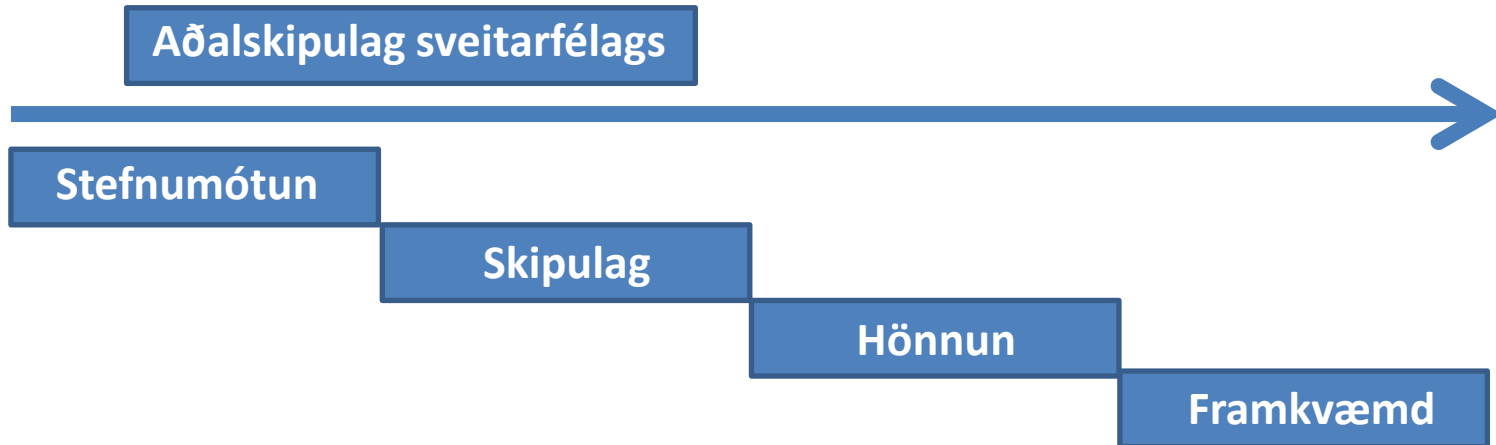 Aðalskipulag sveitarfélags
Stefnumótun
Skipulag
Hönnun
Framkvæmd